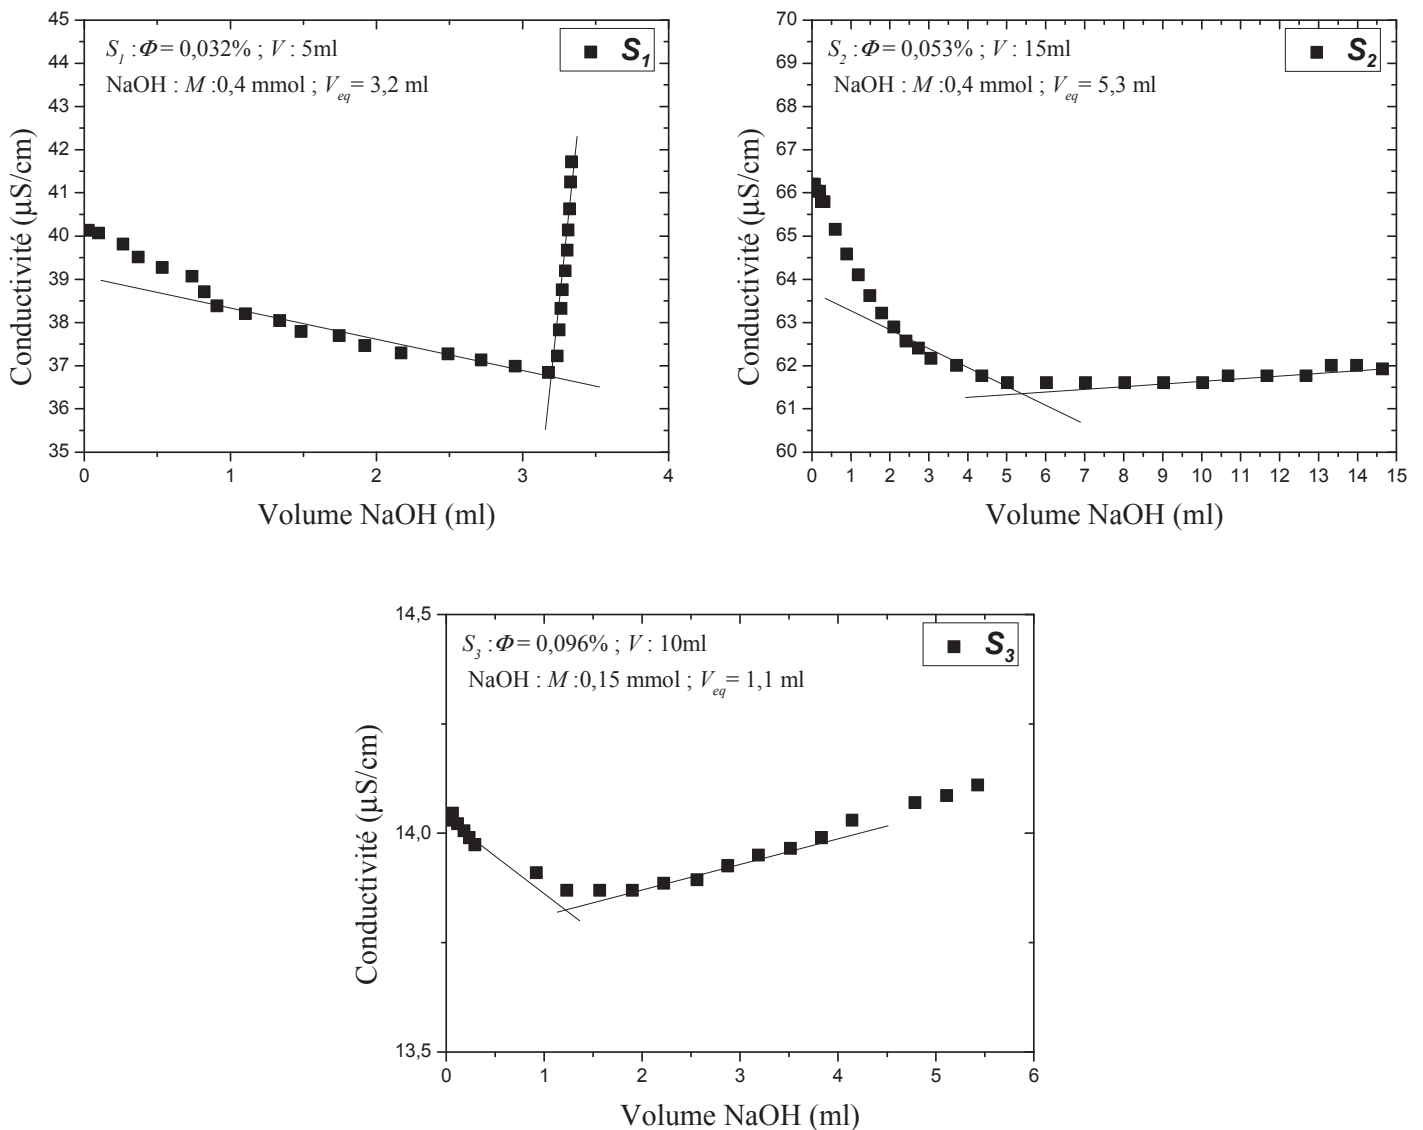 S1 : Φ = 0,032% ; V : 5ml
NaOH : M :0,4 mmol ; Veq= 3,2 ml
S1
45
44
43
42
41
40
39
38
37
36
35
0 1 2 3 4
Conductivité (µS/cm)
Volume NaOH (ml)
S2 : Φ = 0,053% ; V : 15ml
NaOH : M :0,4 mmol ; Veq= 5,3 ml
S2
70
69
68
67
66
65
64
63
62
61
60
0 1 2 3 4 5 6 7 8 9 10 11 12 13 14 15
Conductivité (µS/cm)
Volume NaOH (ml)
S3 : Φ = 0,096% ; V : 10ml
NaOH : M :0,15 mmol ; Veq= 1,1 ml
S3
14,5
14,0
13,5
0 1 2 3 4 5 6
Conductivité (µS/cm)
Volume NaOH (ml)